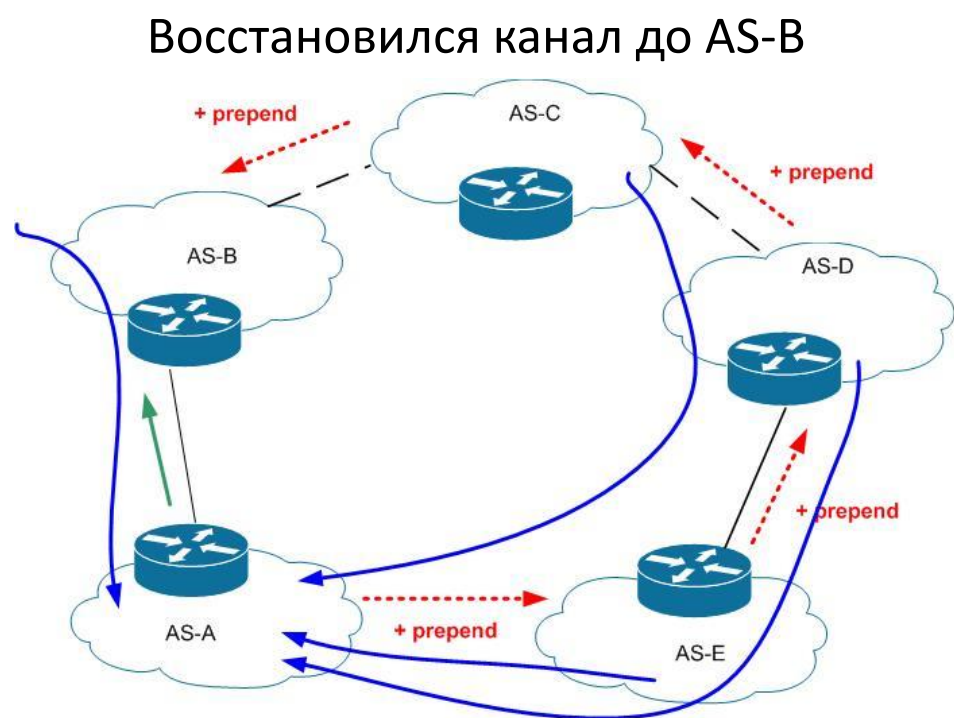 Восстановился канал до AS-B
+ prepend
AS-C
+ prepend
AS-B
AS-D
+ prepend
AS-A
+ prepend
AS-E